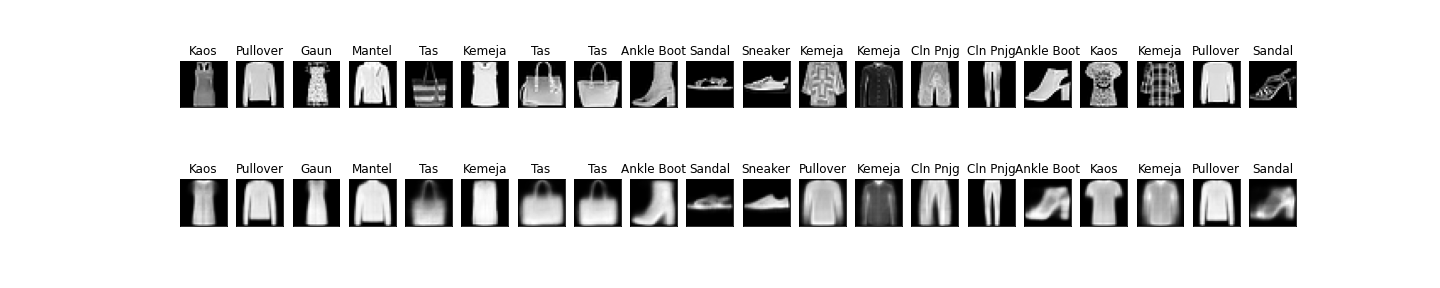 Kaos Pullover Gaun Mantel Tas Kemeja Tas Tas Ankle Boot Sandal Sneaker Kemeja Kemeja Cln Pnjg Cln Pnjg Ankle Boot Kaos Kemeja Pullover Sandal
Kaos Pullover Gaun Mantel Tas Kemeja Tas Tas Ankle Boot Sandal Sneaker Pullover Kemeja Cln Pnjg Cln Pnjg Ankle Boot Kaos Kemeja Pullover Sandal